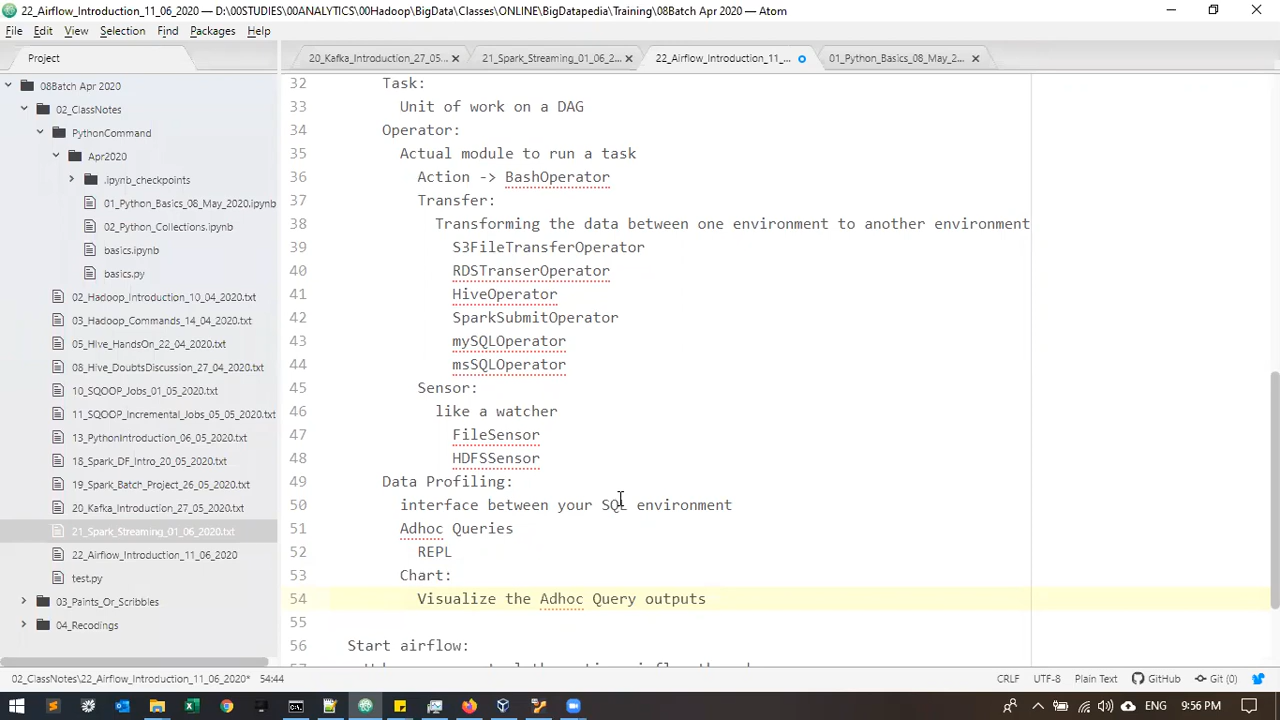 22_Airflow_Introduction_11_06_2020 — D:\00STUDIES\00ANALYTICS\00Hadoop\BigData\Classes\ONLINE\BigDatapedia\Training\08Batch Apr 2020 — Atom
File Edit View Selection Find Packages Help
Project
20_Kafka_Introduction_27_05... 21_Spark_Streaming_01_06_2... 22_Airflow_Introduction_11_... 01_Python_Basics_08_May_2...
08Batch Apr 2020
02_ClassNotes
PythonCommand
Apr2020
.ipynb_checkpoints
01_Python_Basics_08_May_2020.ipynb
02_Python_Collections.ipynb
basics.ipynb
basics.py
02_Hadoop_Introduction_10_04_2020.txt
03_Hadoop_Commands_14_04_2020.txt
05_Hive_HandsOn_22_04_2020.txt
08_Hive_DoubtsDiscussion_27_04_2020.txt
10_SQOOP_Jobs_01_05_2020.txt
11_SQOOP_Incremental_Jobs_05_05_2020.txt
13_PythonIntroduction_06_05_2020.txt
18_Spark_DF_Intro_20_05_2020.txt
19_Spark_Batch_Project_26_05_2020.txt
20_Kafka_Introduction_27_05_2020.txt
21_Spark_Streaming_01_06_2020.txt
22_Airflow_Introduction_11_06_2020
test.py
03_Paints_Or_Scribbles
04_Recodings
32 Task:
33 Unit of work on a DAG
34 Operator:
35 Actual module to run a task
36 Action -> BashOperator
37 Transfer:
38 Transforming the data between one environment to another environment
39 S3FileTransferOperator
40 RDSTranserOperator
41 HiveOperator
42 SparkSubmitOperator
43 mySQLOperator
44 msSQLOperator
45 Sensor:
46 like a watcher
47 FileSensor
48 HDFSSensor
49 Data Profiling:
50 interface between your SQL environment
51 Adhoc Queries
52 REPL
53 Chart:
54 Visualize the Adhoc Query outputs
55
56 Start airflow:
02_ClassNotes\22_Airflow_Introduction_11_06_2020* 54:44 CRLF UTF-8 Plain Text GitHub Git (0)
ENG 9:56 PM